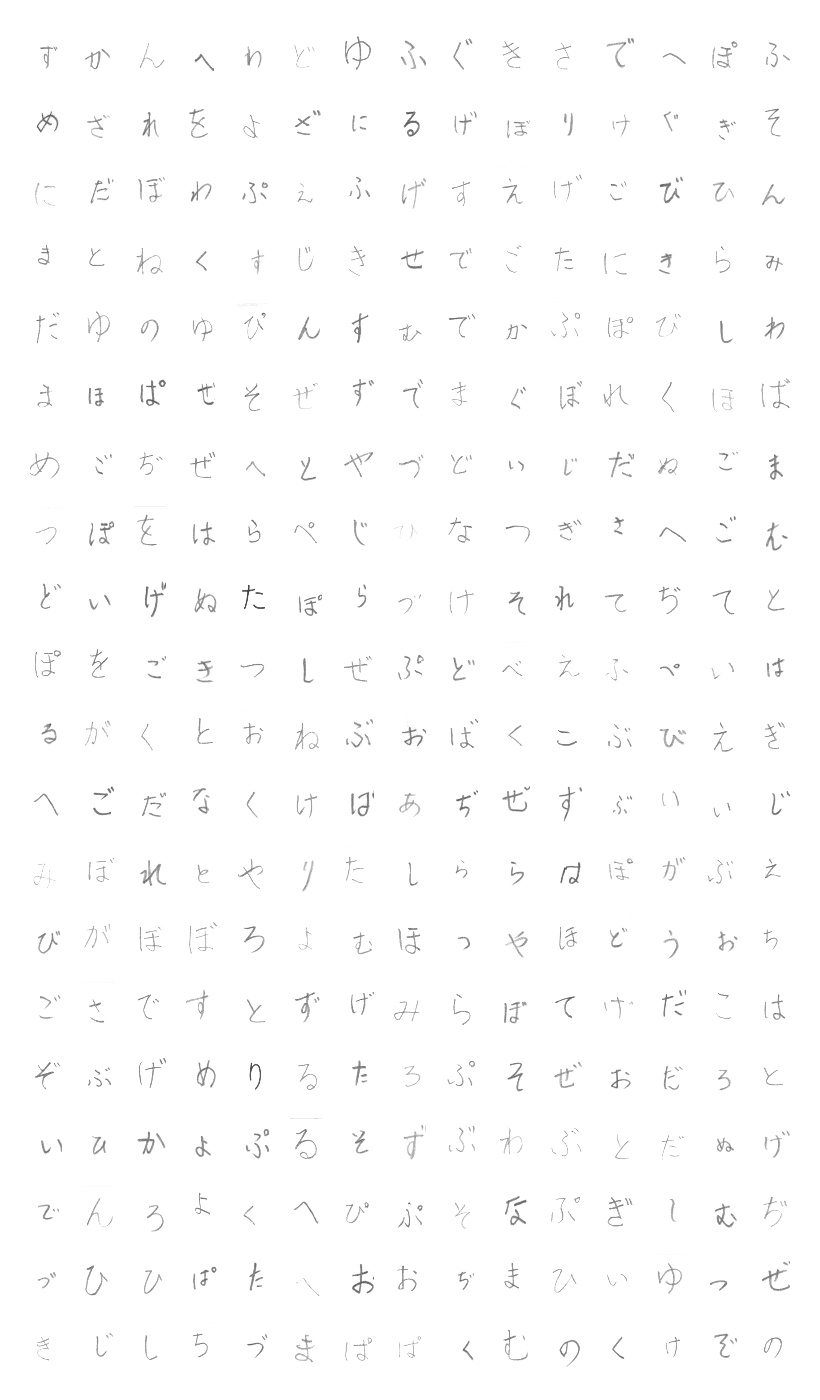 ずかんへわどゆふぐきさでへぽふ
めざれをよざにるげぼりけぐぎそ
にだぼわぷえふげすえげごびひん
まとねくすじきせでごたにきらみ
だゆのゆぴんすむでかぷぽびしわ
まほぱせそぜずでまぐぼれくほば
めごぢぜへとやづどいじだぬごま
つぽをはらぺじひなつぎさへごむ
どいげぬたぽらづけそれてぢてと
ぽをごきつしぜぷどべえふぺいは
るがくとおねぶおばくこぶびえぎ
へごだなくけばあぢぜずぶいいじ
みぼれとやりたしららはぽがぶえ
びがぼぼろよむほつやほどうおち
ごさですとずげみらぼてげだこは
ぞぶげめりるたろぷそぜおだろと
いひかよぷるそずぶわぶとだぬげ
でんろよくへぴぷそなぷぎしむぢ
づひひぱたへおおぢまひいゆつぜ
きじしちづまぱぱくむのくけぞの